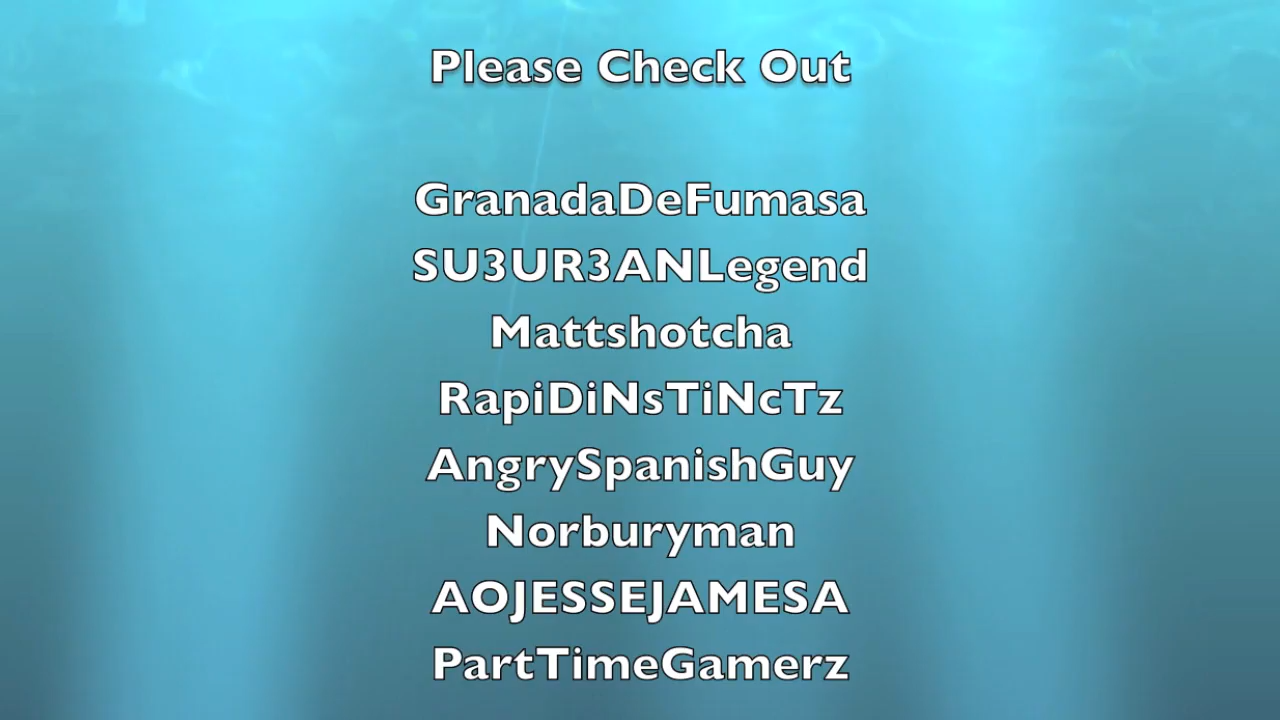 Please Check Out
GranadaDeFumasa
SU3UR3ANLegend
Mattshotcha
RapiDiNsTiNcTz
AngrySpanishGuy
Norburyman
AOJESSEJAMESA
PartTimeGamerz